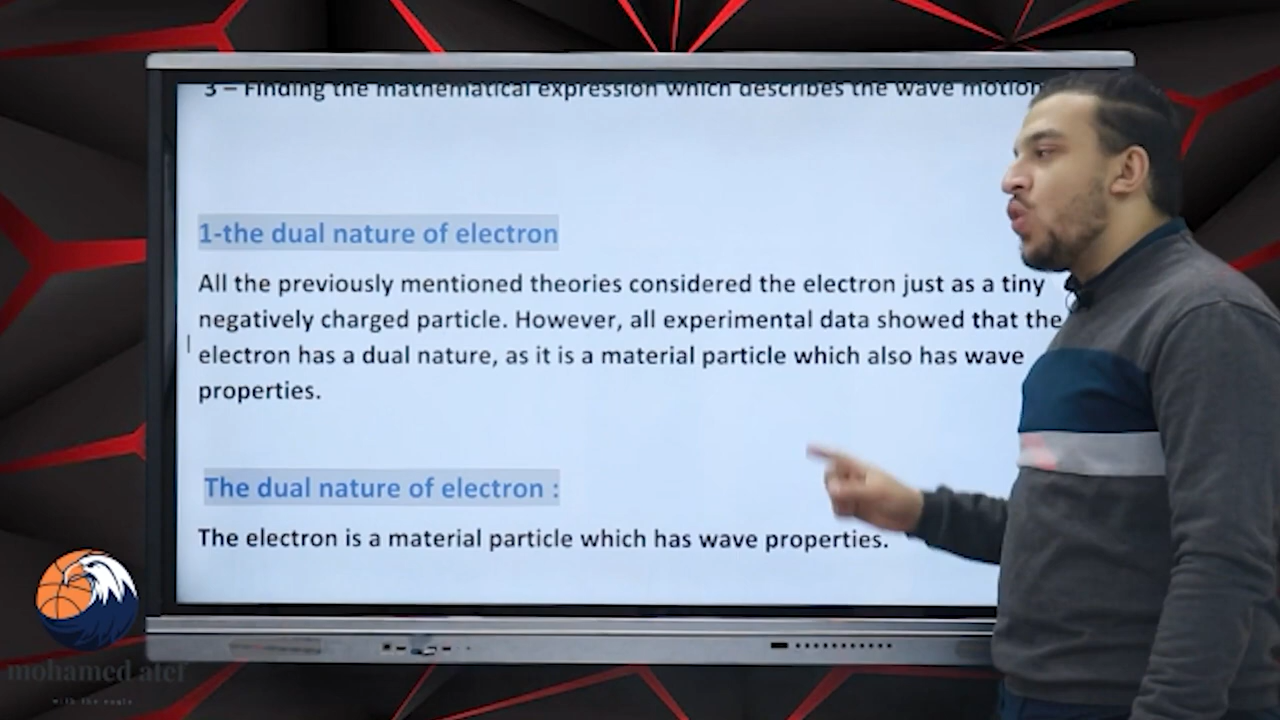 3 – Finding the mathematical expression which describes the wave motion
1-the dual nature of electron
All the previously mentioned theories considered the electron just as a tiny
negatively charged particle. However, all experimental data showed that the
electron has a dual nature, as it is a material particle which also has wave
properties.
The dual nature of electron :
The electron is a material particle which has wave properties.
mohamed atef
with the eagle